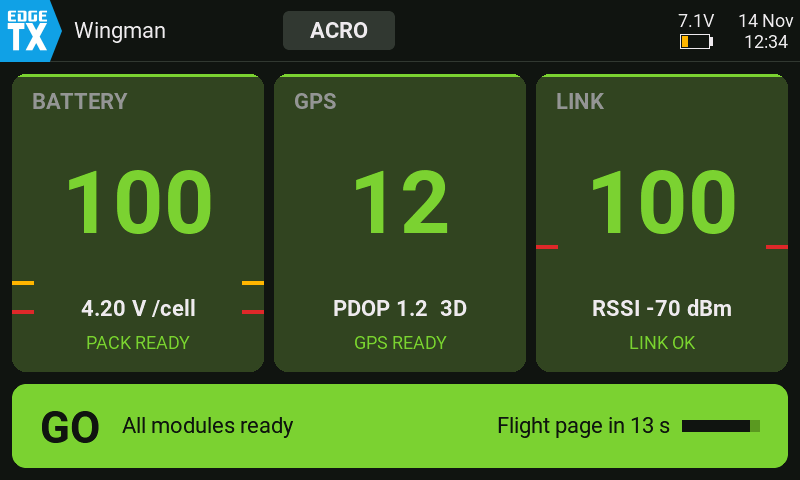 EDGE
TX
Wingman
ACRO
7.1V
14 Nov
12:34
BATTERY
100
4.20 V /cell
PACK READY
GPS
12
PDOP 1.2  3D
GPS READY
LINK
100
RSSI -70 dBm
LINK OK
GO
All modules ready
Flight page in 13 s